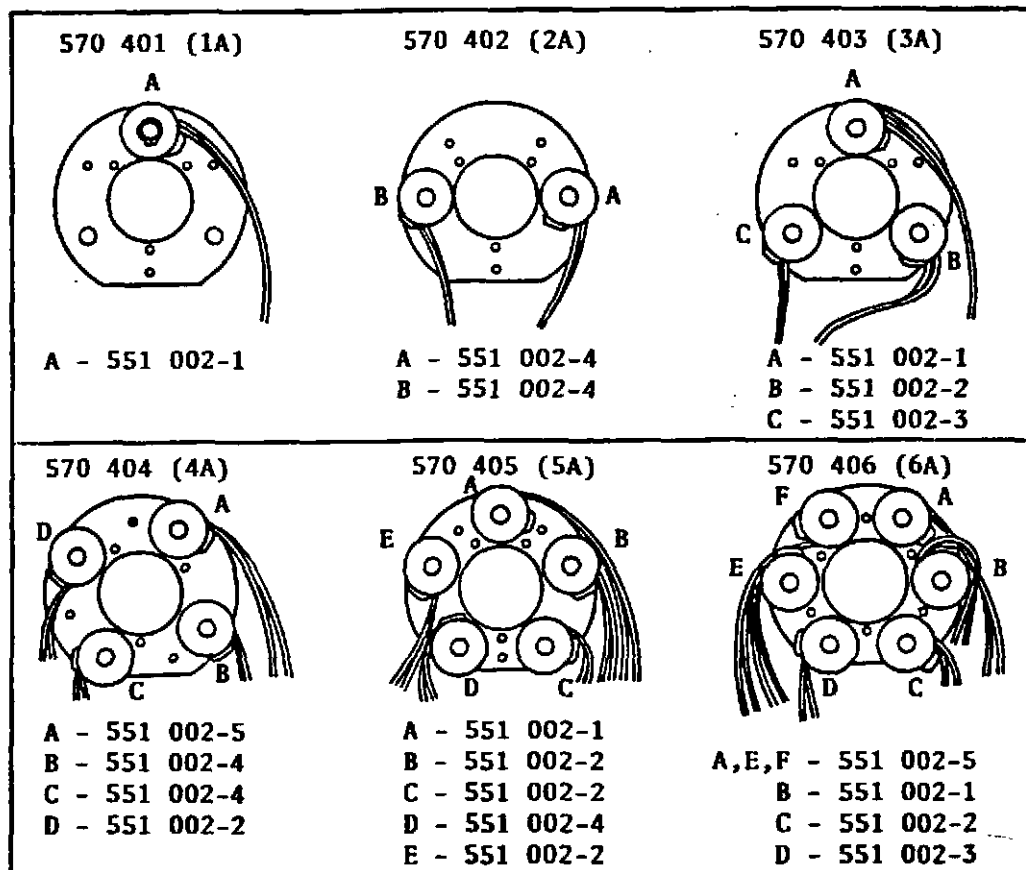 570 401 (1A)
A
A - 551 002-1
570 402 (2A)
B
A
A - 551 002-4
B - 551 002-4
570 403 (3A)
A
C
B
A - 551 002-1
B - 551 002-2
C - 551 002-3
570 404 (4A)
A
D
B
C
A - 551 002-5
B - 551 002-4
C - 551 002-4
D - 551 002-2
570 405 (5A)
A
E
B
D
C
A - 551 002-1
B - 551 002-2
C - 551 002-2
D - 551 002-4
E - 551 002-2
570 406 (6A)
F
A
E
B
D
C
A,E,F - 551 002-5
B - 551 002-1
C - 551 002-2
D - 551 002-3